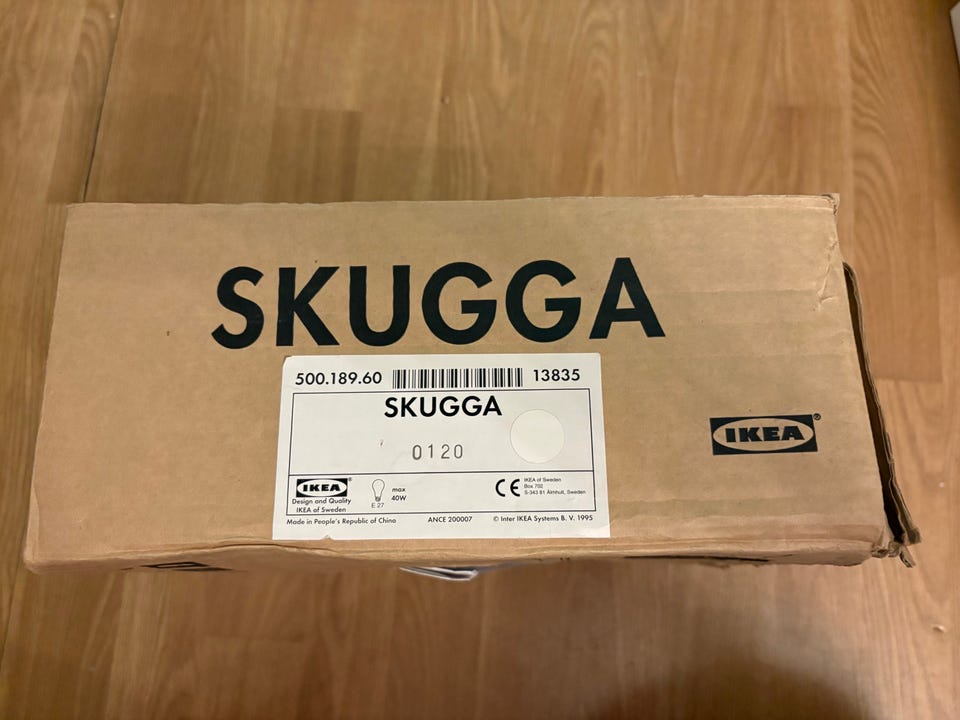 SKUGGA
500.189.60 13835
SKUGGA
0120
IKEA®
Design and Quality
IKEA of Sweden
E 27
max
40W
CE
IKEA of Sweden
Box 702
S-343 81 Älmhult, Sweden
Made in People's Republic of China ANCE 200007 © Inter IKEA Systems B. V. 1995
IKEA®